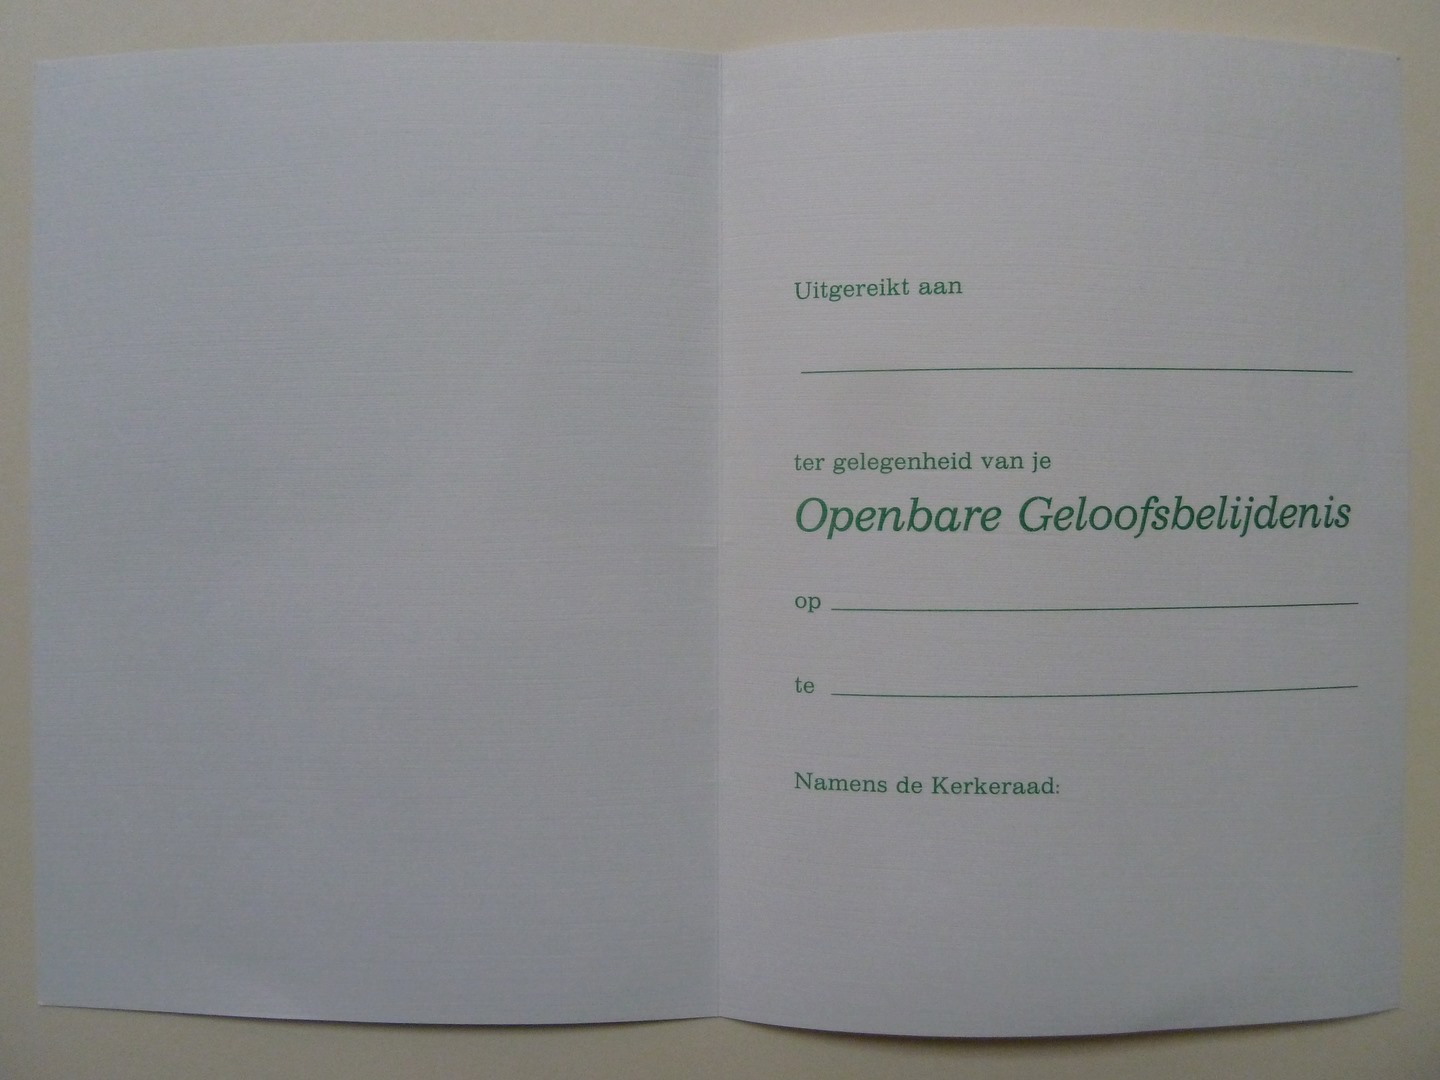 Uitgereikt aan
ter gelegenheid van je
Openbare Geloofsbelijdenis
op
te
Namens de Kerkeraad: